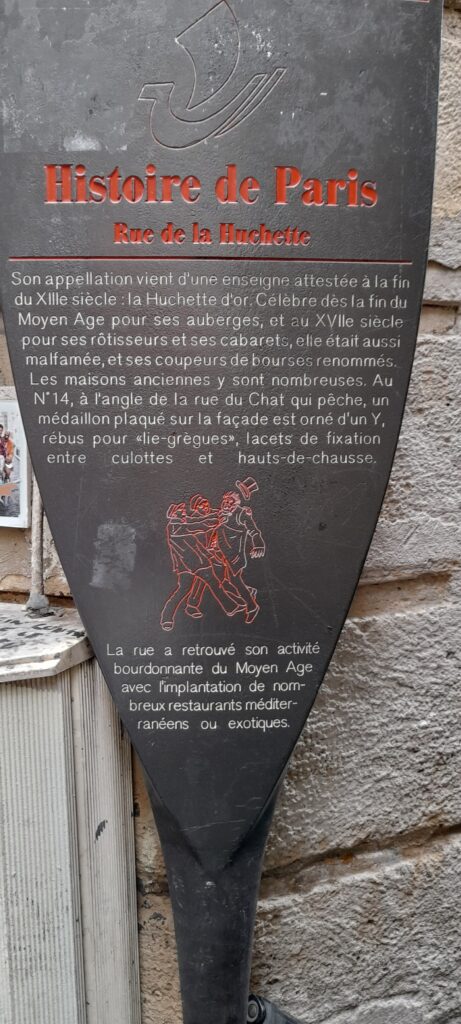 Histoire de Paris
Rue de la Huchette
Son appellation vient d'une enseigne attestée à la fin
du XIIIe siècle : la Huchette d'or. Célèbre dès la fin du
Moyen Age pour ses auberges, et au XVIIe siècle
pour ses rôtisseurs et ses cabarets, elle était aussi
malfamée, et ses coupeurs de bourses renommés.
Les maisons anciennes y sont nombreuses. Au
N°14, à l'angle de la rue du Chat qui pêche, un
médaillon plaqué sur la façade est orné d'un Y,
rébus pour «lie-grègues», lacets de fixation
entre culottes et hauts-de-chausse.
La rue a retrouvé son activité
bourdonnante du Moyen Age
avec l'implantation de nom-
breux restaurants méditer-
ranéens ou exotiques.